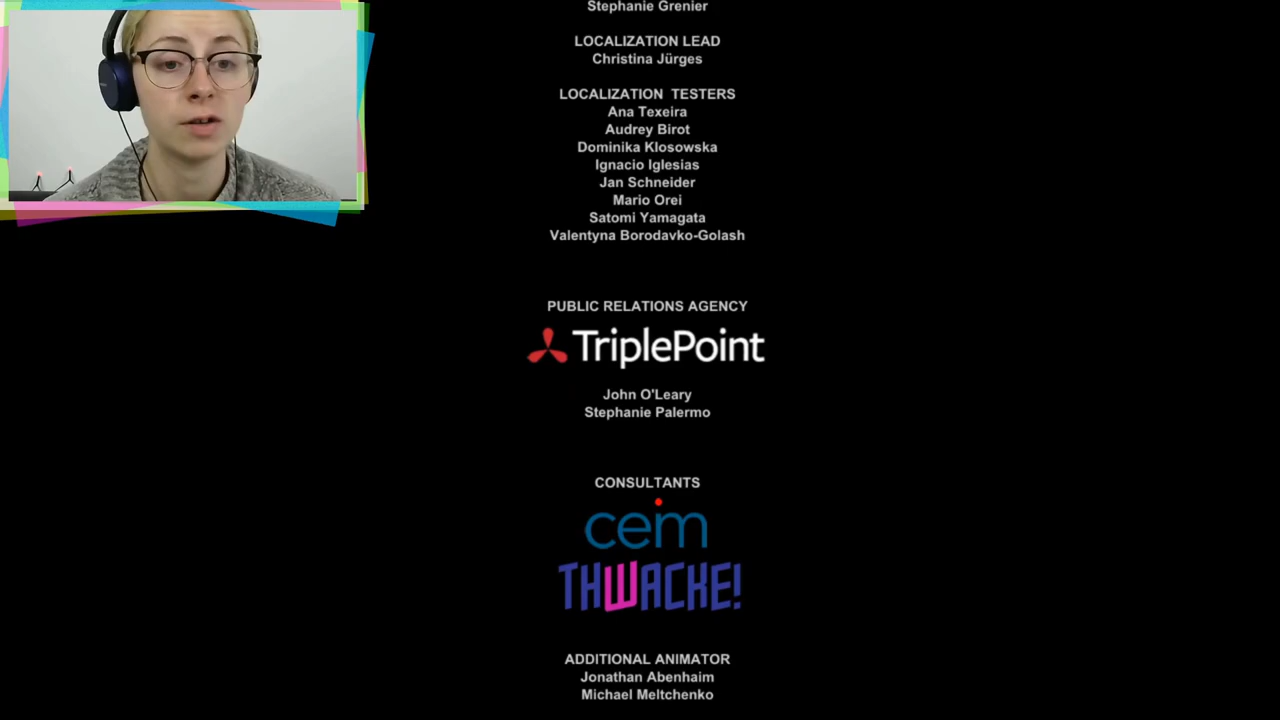 Stephanie Grenier
LOCALIZATION LEAD
Christina Jürges
LOCALIZATION TESTERS
Ana Texeira
Audrey Birot
Dominika Klosowska
Ignacio Iglesias
Jan Schneider
Mario Orei
Satomi Yamagata
Valentyna Borodavko-Golash
PUBLIC RELATIONS AGENCY
TriplePoint
John O'Leary
Stephanie Palermo
CONSULTANTS
ceim
THWACKE!
ADDITIONAL ANIMATOR
Jonathan Abenhaim
Michael Meltchenko